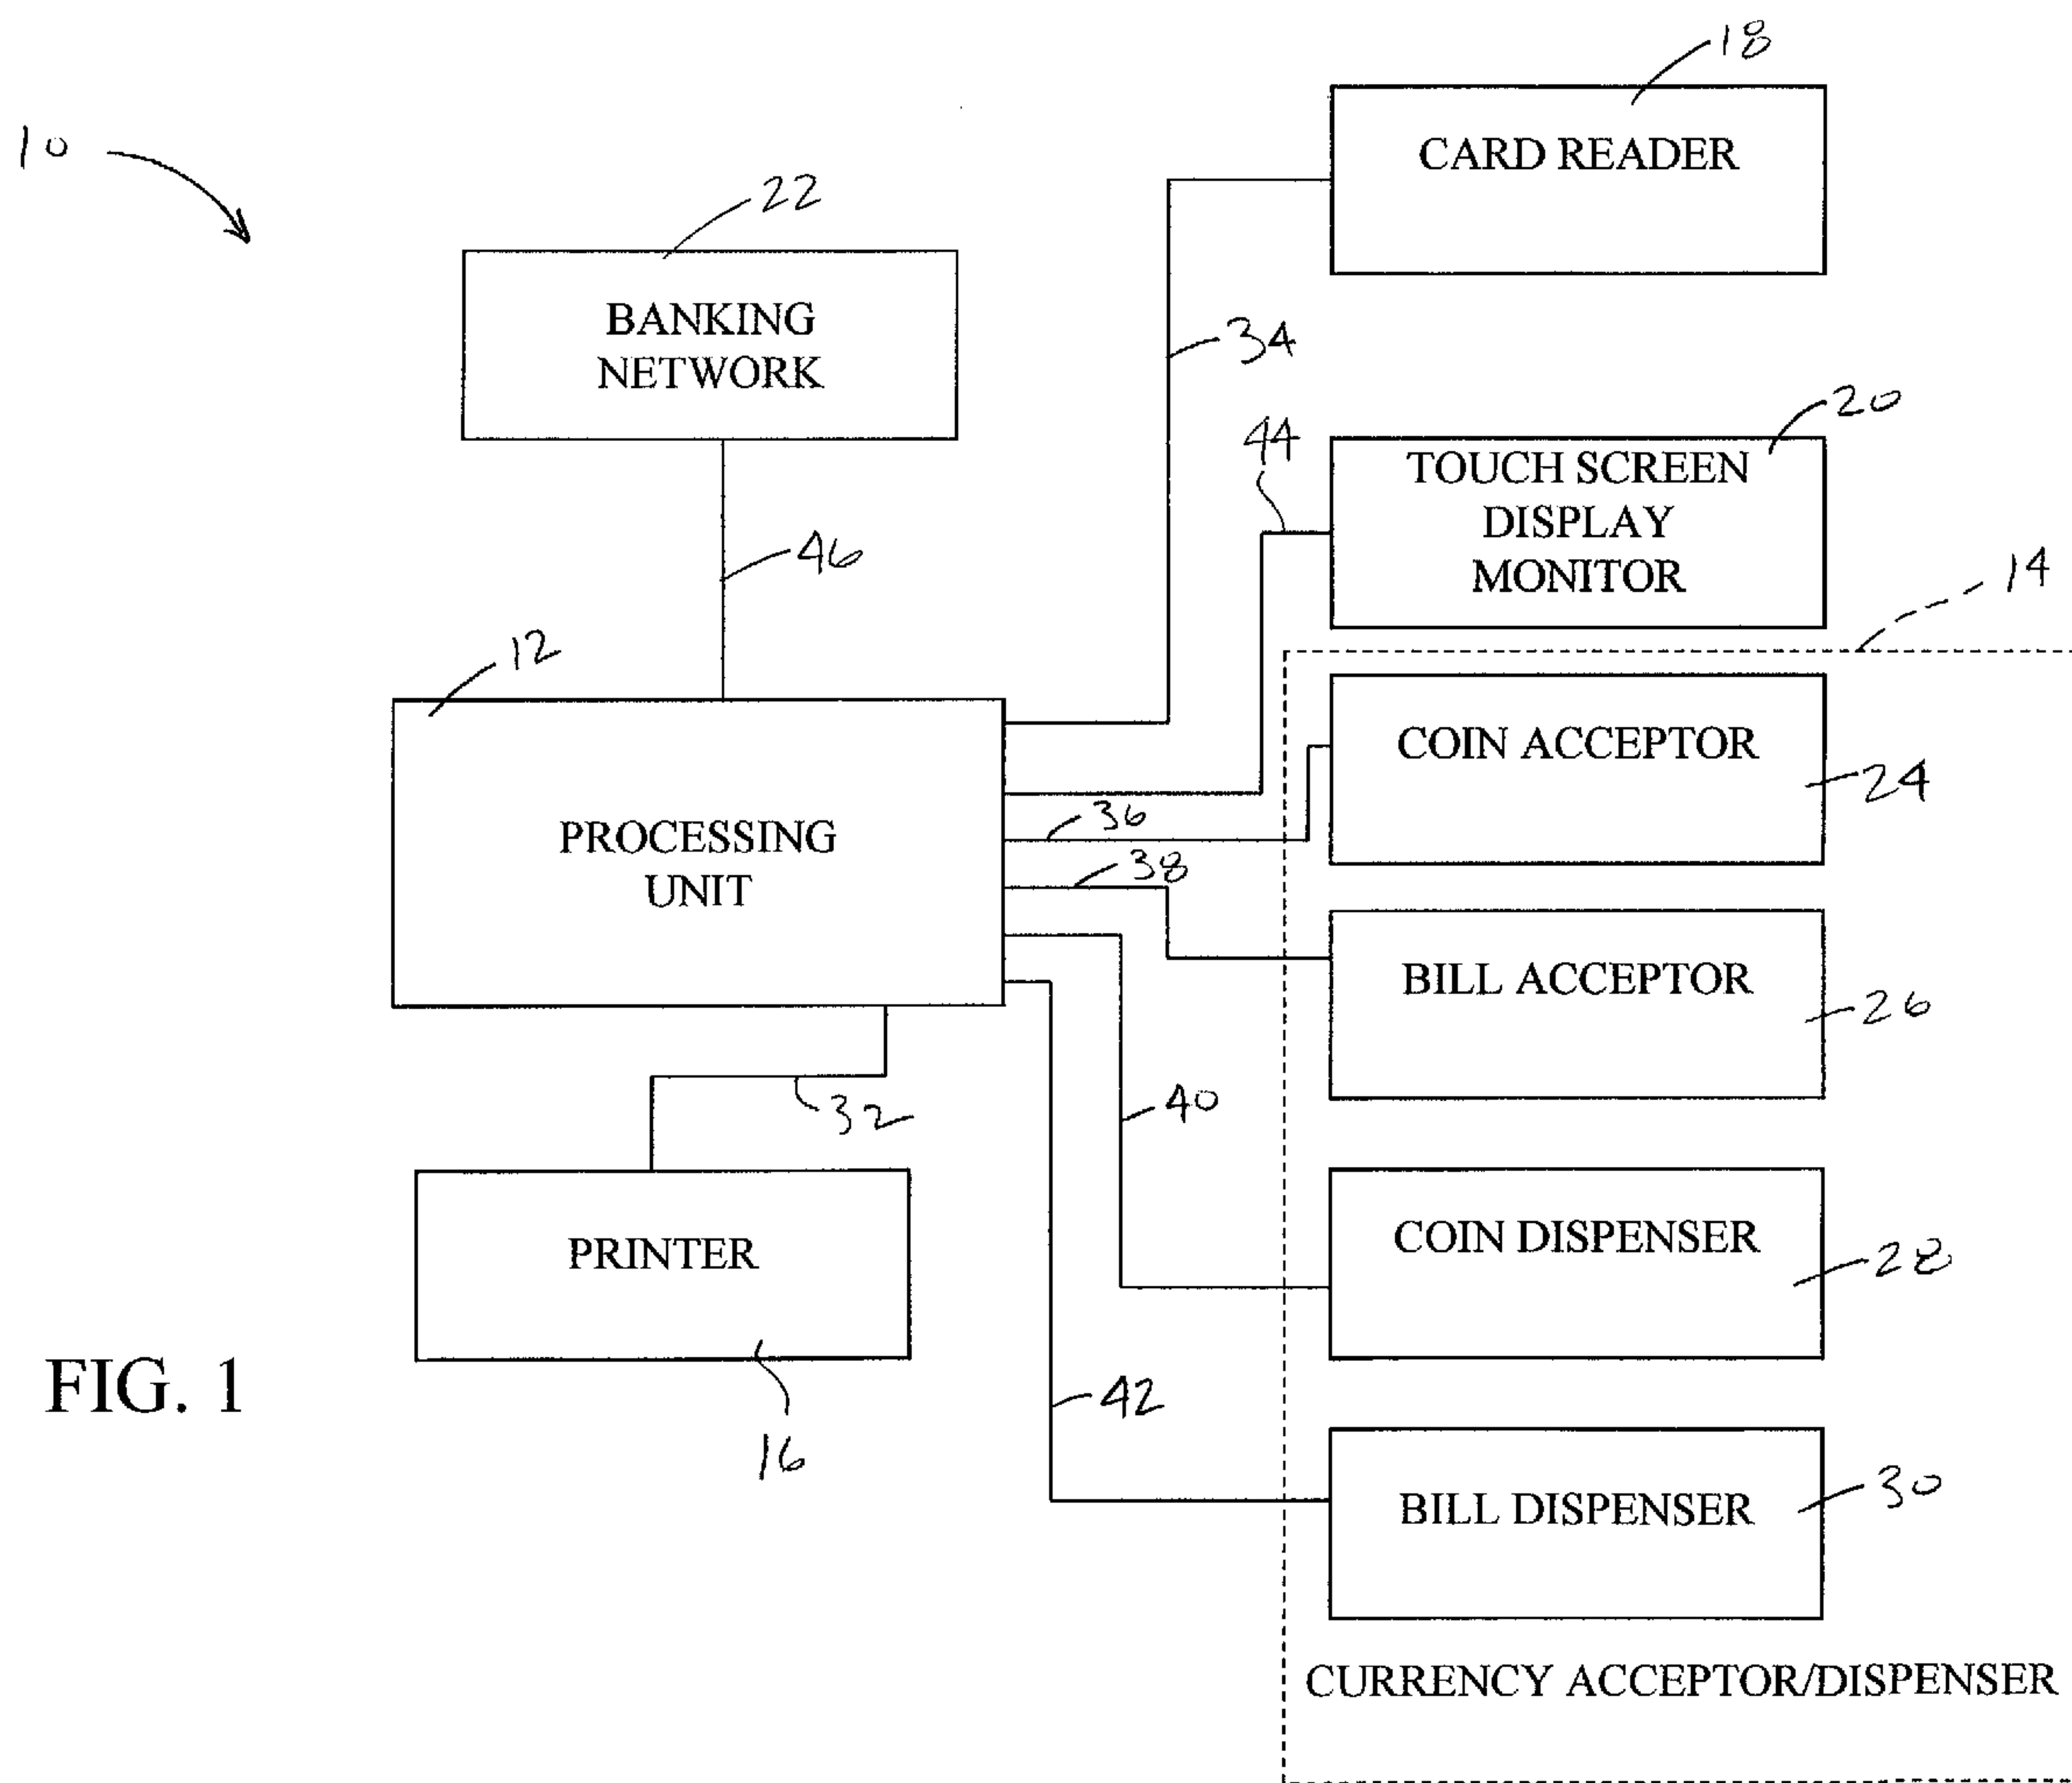 18
CARD READER
10
22
BANKING
NETWORK
34
20
44
TOUCH SCREEN
DISPLAY
MONITOR
14
46
12
COIN ACCEPTOR
24
PROCESSING
UNIT
36
38
BILL ACCEPTOR
26
40
32
PRINTER
16
COIN DISPENSER
28
42
BILL DISPENSER
30
CURRENCY ACCEPTOR/DISPENSER
FIG. 1